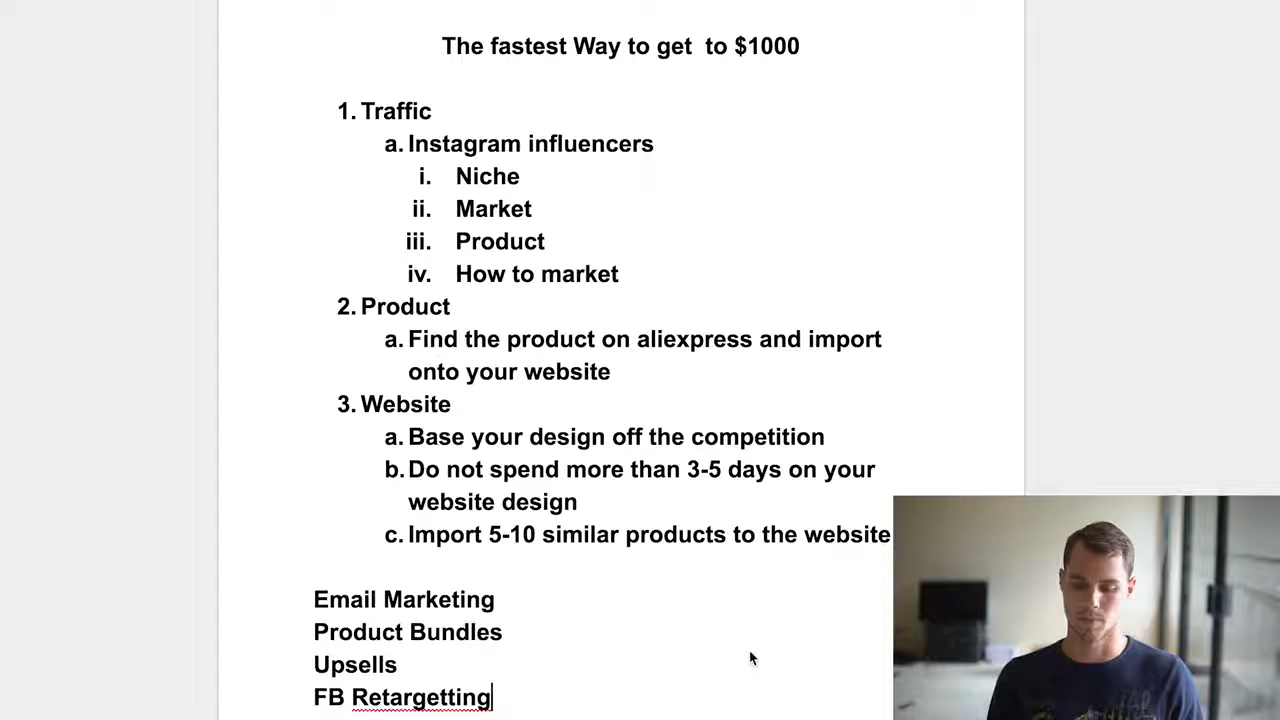 The fastest Way to get  to $1000
1. Traffic
a. Instagram influencers
i. Niche
ii. Market
iii. Product
iv. How to market
2. Product
a. Find the product on aliexpress and import
onto your website
3. Website
a. Base your design off the competition
b. Do not spend more than 3-5 days on your
website design
c. Import 5-10 similar products to the website
Email Marketing
Product Bundles
Upsells
FB Retargetting